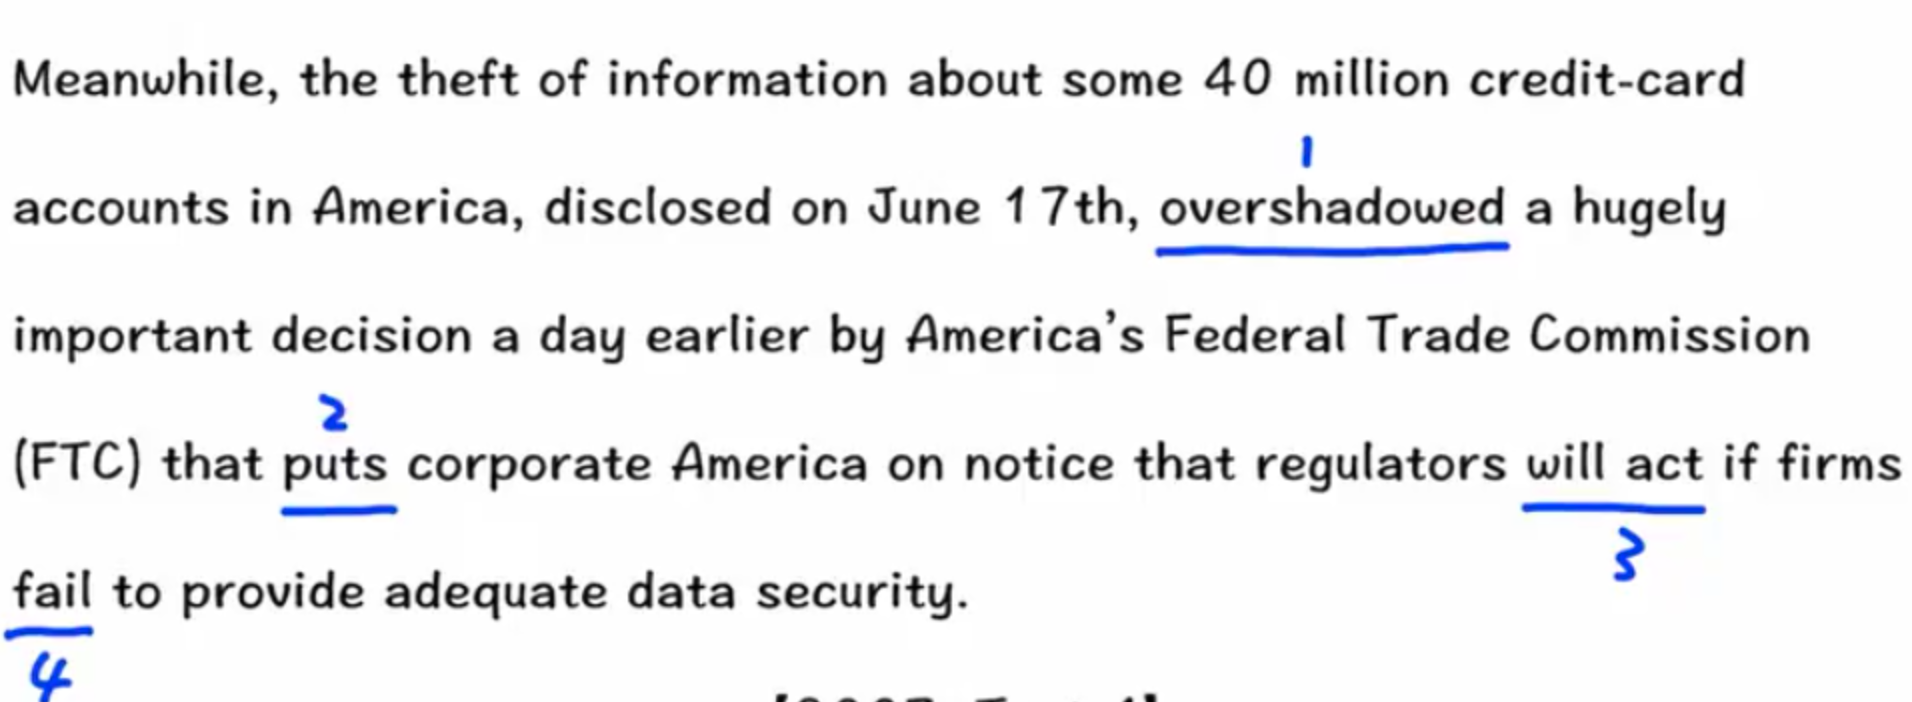 Meanwhile, the theft of information about some 40 million credit-card
1
accounts in America, disclosed on June 17th, overshadowed a hugely
important decision a day earlier by America's Federal Trade Commission
2
(FTC) that puts corporate America on notice that regulators will act if firms
3
fail to provide adequate data security.
4